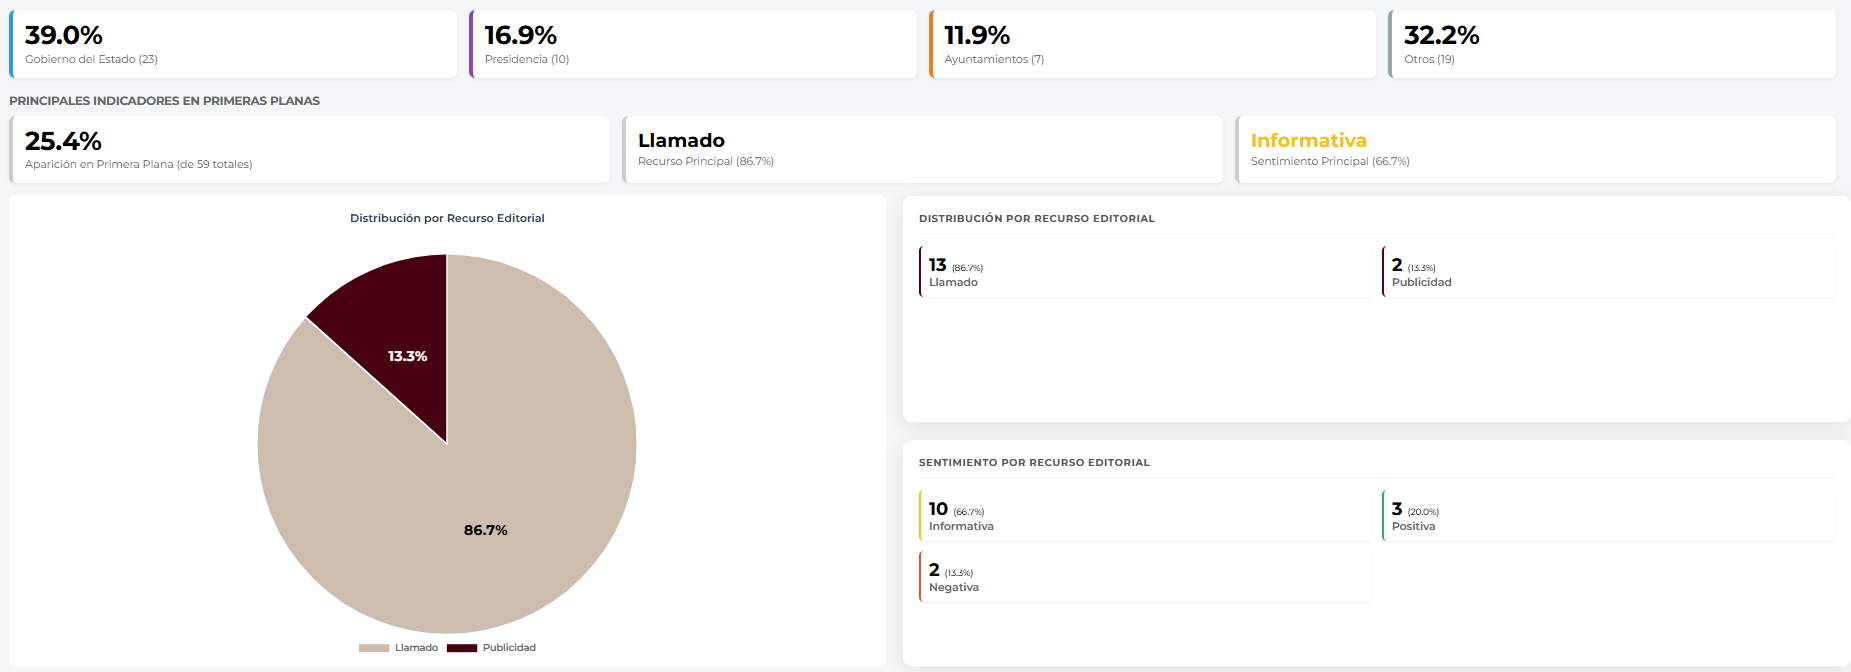 39.0%
Gobierno del Estado (23)
16.9%
Presidencia (10)
11.9%
Ayuntamientos (7)
32.2%
Otros (19)
PRINCIPALES INDICADORES EN PRIMERAS PLANAS
25.4%
Aparición en Primera Plana (de 59 totales)
Llamado
Recurso Principal (86.7%)
Informativa
Sentimiento Principal (66.7%)
Distribución por Recurso Editorial
13.3%
86.7%
Llamado
Publicidad
DISTRIBUCIÓN POR RECURSO EDITORIAL
13 (86.7%)
Llamado
2 (13.3%)
Publicidad
SENTIMIENTO POR RECURSO EDITORIAL
10 (66.7%)
Informativa
3 (20.0%)
Positiva
2 (13.3%)
Negativa